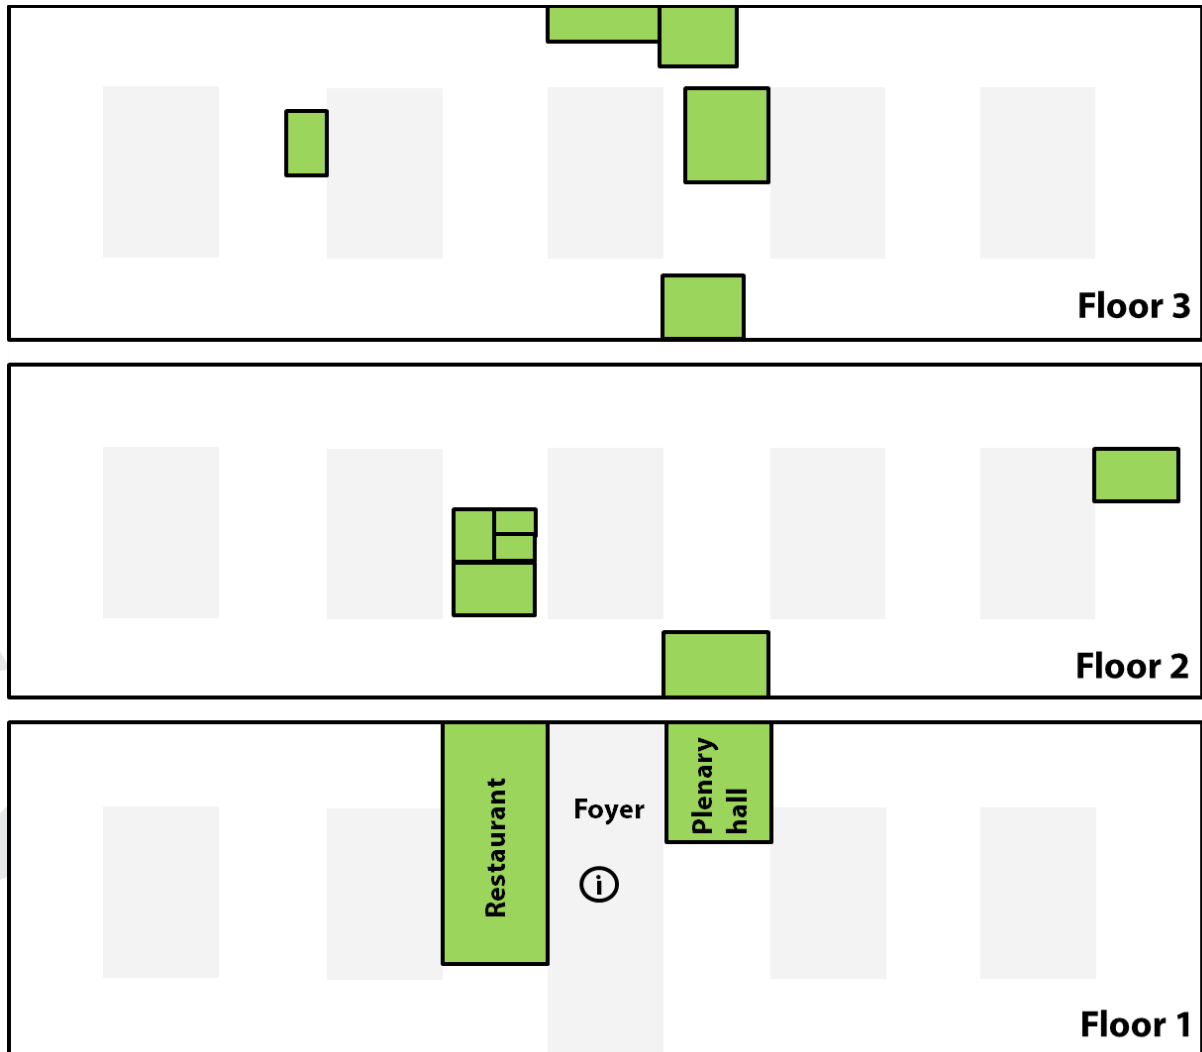 Floor 3
Floor 2
Restaurant
Foyer
i
Plenary
hall
Floor 1